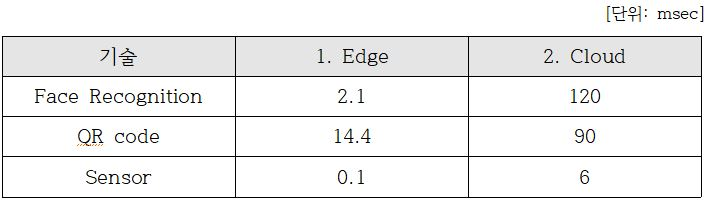 [단위: msec]
기술 1. Edge 2. Cloud
Face Recognition 2.1 120
QR code 14.4 90
Sensor 0.1 6